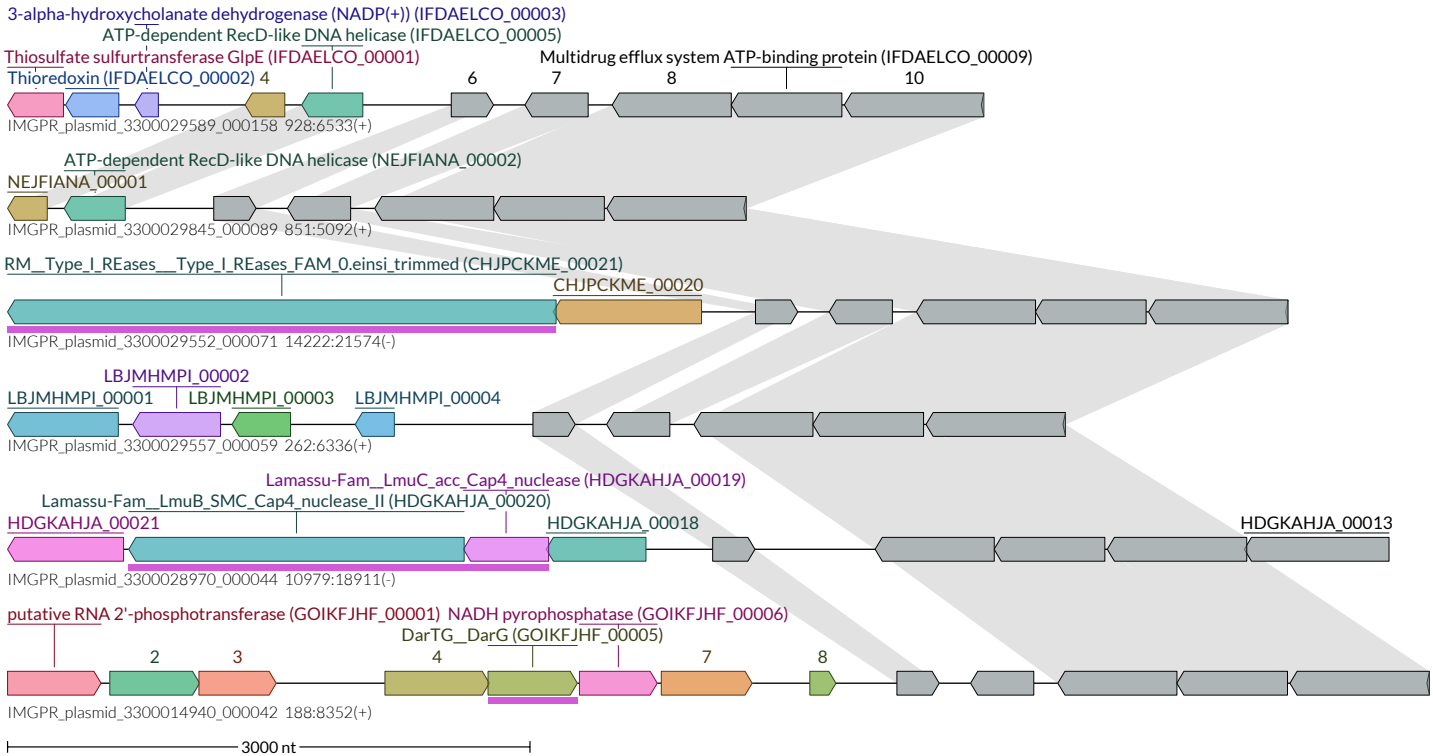 3-alpha-hydroxycholanate dehydrogenase (NADP(+)) (IFDAELCO_00003)
ATP-dependent RecD-like DNA helicase (IFDAELCO_00005)
Thiosulfate sulfurtransferase GlpE (IFDAELCO_00001) Multidrug efflux system ATP-binding protein (IFDAELCO_00009)
Thioredoxin (IFDAELCO_00002) 4 6 7 8 10
IMGPR_plasmid_3300029589_000158 928:6533(+)
ATP-dependent RecD-like DNA helicase (NEJFIANA_00002)
NEJFIANA_00001
IMGPR_plasmid_3300029845_000089 851:5092(+)
RM__Type_I_REases___Type_I_REases_FAM_0.einsi_trimmed (CHJPCKME_00021)
CHJPCKME_00020
IMGPR_plasmid_3300029552_000071 14222:21574(-)
LBJMHMPI_00002
LBJMHMPI_00001 LBJMHMPI_00003 LBJMHMPI_00004
IMGPR_plasmid_3300029557_000059 262:6336(+)
Lamassu-Fam__LmuC_acc_Cap4_nuclease (HDGKAHJA_00019)
Lamassu-Fam__LmuB_SMC_Cap4_nuclease_II (HDGKAHJA_00020)
HDGKAHJA_00021 HDGKAHJA_00018 HDGKAHJA_00013
IMGPR_plasmid_3300028970_000044 10979:18911(-)
putative RNA 2'-phosphotransferase (GOIKFJHF_00001) NADH pyrophosphatase (GOIKFJHF_00006)
DarTG__DarG (GOIKFJHF_00005)
2 3 4 7 8
IMGPR_plasmid_3300014940_000042 188:8352(+)
3000 nt